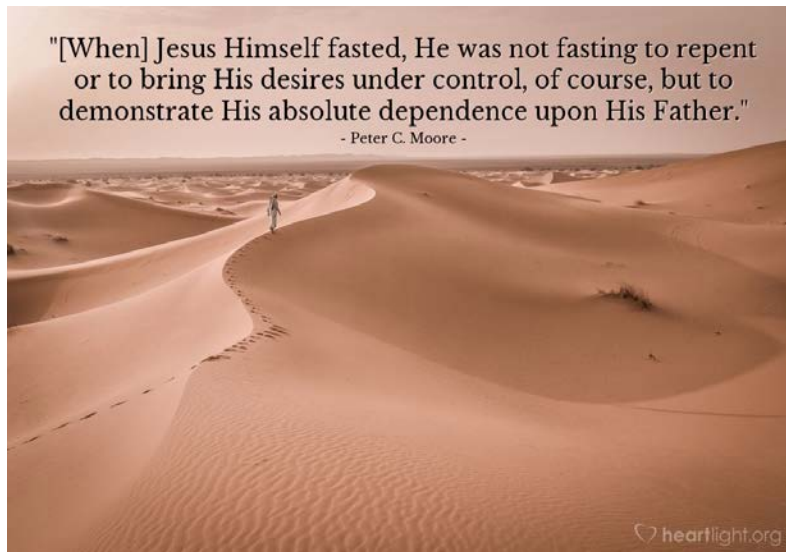 "[When] Jesus Himself fasted, He was not fasting to repent
or to bring His desires under control, of course, but to
demonstrate His absolute dependence upon His Father."
- Peter C. Moore -
heartlight.org